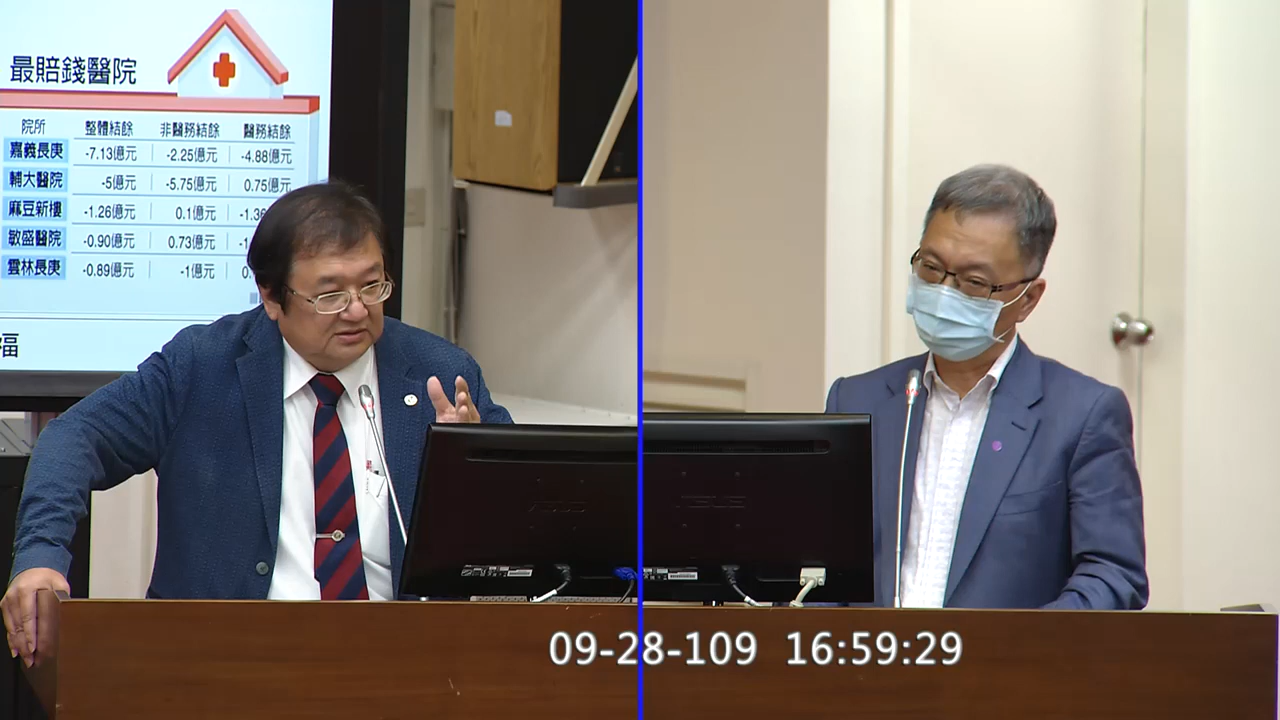 最賠錢醫院
院所 整體結餘 非醫務結餘 醫務結餘
嘉義長庚 -7.13億元 -2.25億元 -4.88億元
輔大醫院 -5億元 -5.75億元 0.75億元
麻豆新樓 -1.26億元 0.1億元 -1.36
敏盛醫院 -0.90億元 0.73億元 -1
雲林長庚 -0.89億元 -1億元 0.
福
ASUS
09-28-109 16:59:29